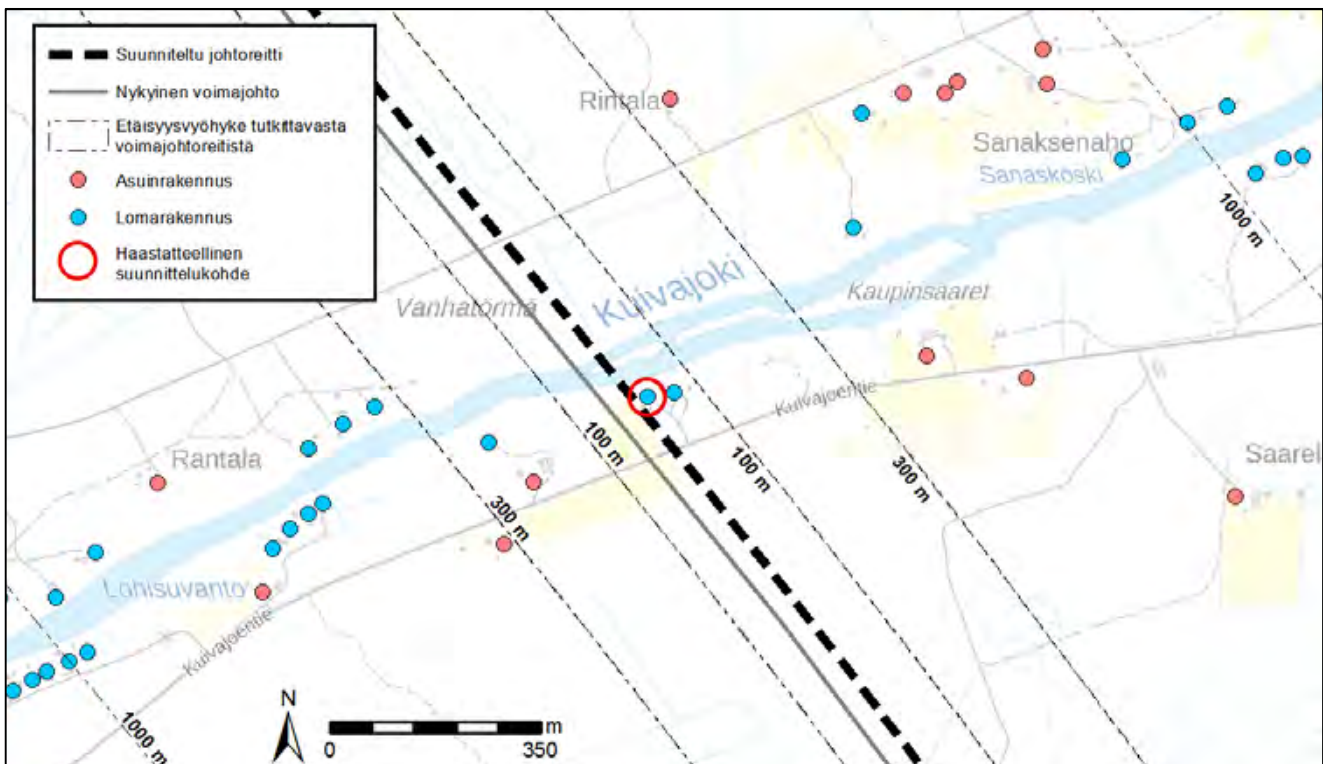 Suunniteltu johtoreitti
Nykyinen voimajohto
Etäisyysvyöhyke tutkittavasta
voimajohtoreitistä
Asuinrakennus
Lomarakennus
Haastatteellinen
suunnittelukohde
Rintala
Sanaksenaho
Sanaskoski
1000 m
Kuivajoki
Vanhatörmä
Kaupinsaaret
Kuivajoentie
100 m
100 m
300 m
300 m
Rantala
Saarel
Lohisuvanto
Kuivajoentie
1000 m
N
m
0 350